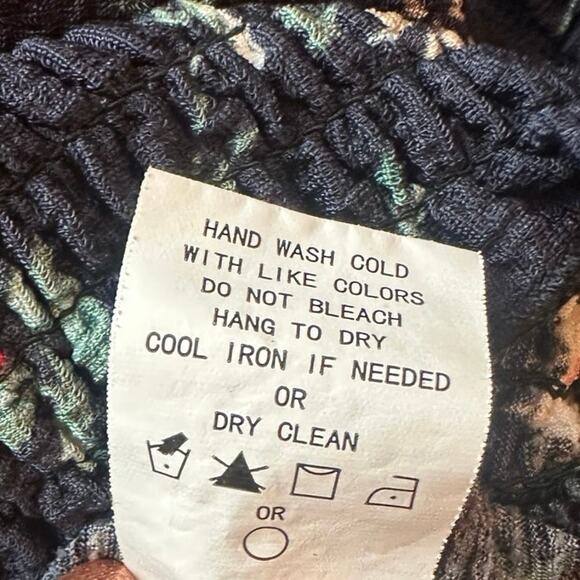 HAND WASH COLD
WITH LIKE COLORS
DO NOT BLEACH
HANG TO DRY
COOL IRON IF NEEDED
OR
DRY CLEAN
OR